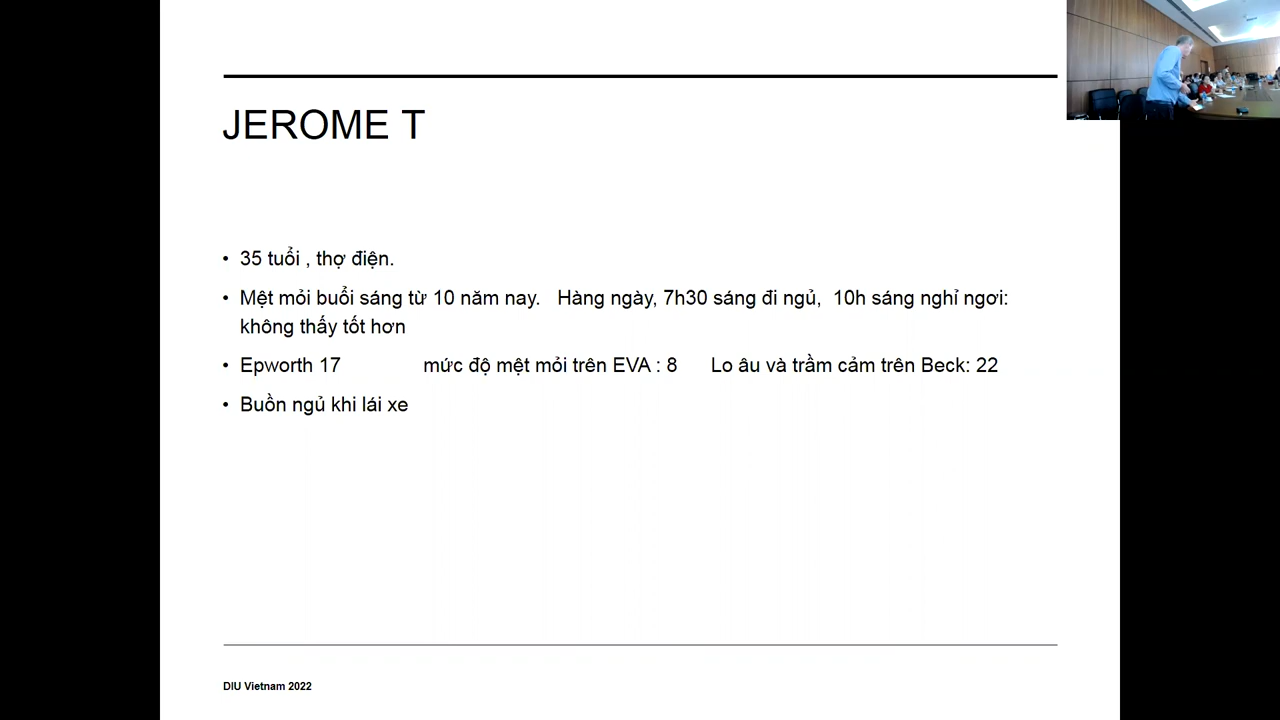 JEROME T
• 35 tuổi , thợ điện.
• Mệt mỏi buổi sáng từ 10 năm nay. Hàng ngày, 7h30 sáng đi ngủ, 10h sáng nghỉ ngơi:
không thấy tốt hơn
• Epworth 17 mức độ mệt mỏi trên EVA : 8 Lo âu và trầm cảm trên Beck: 22
• Buồn ngủ khi lái xe
DIU Vietnam 2022